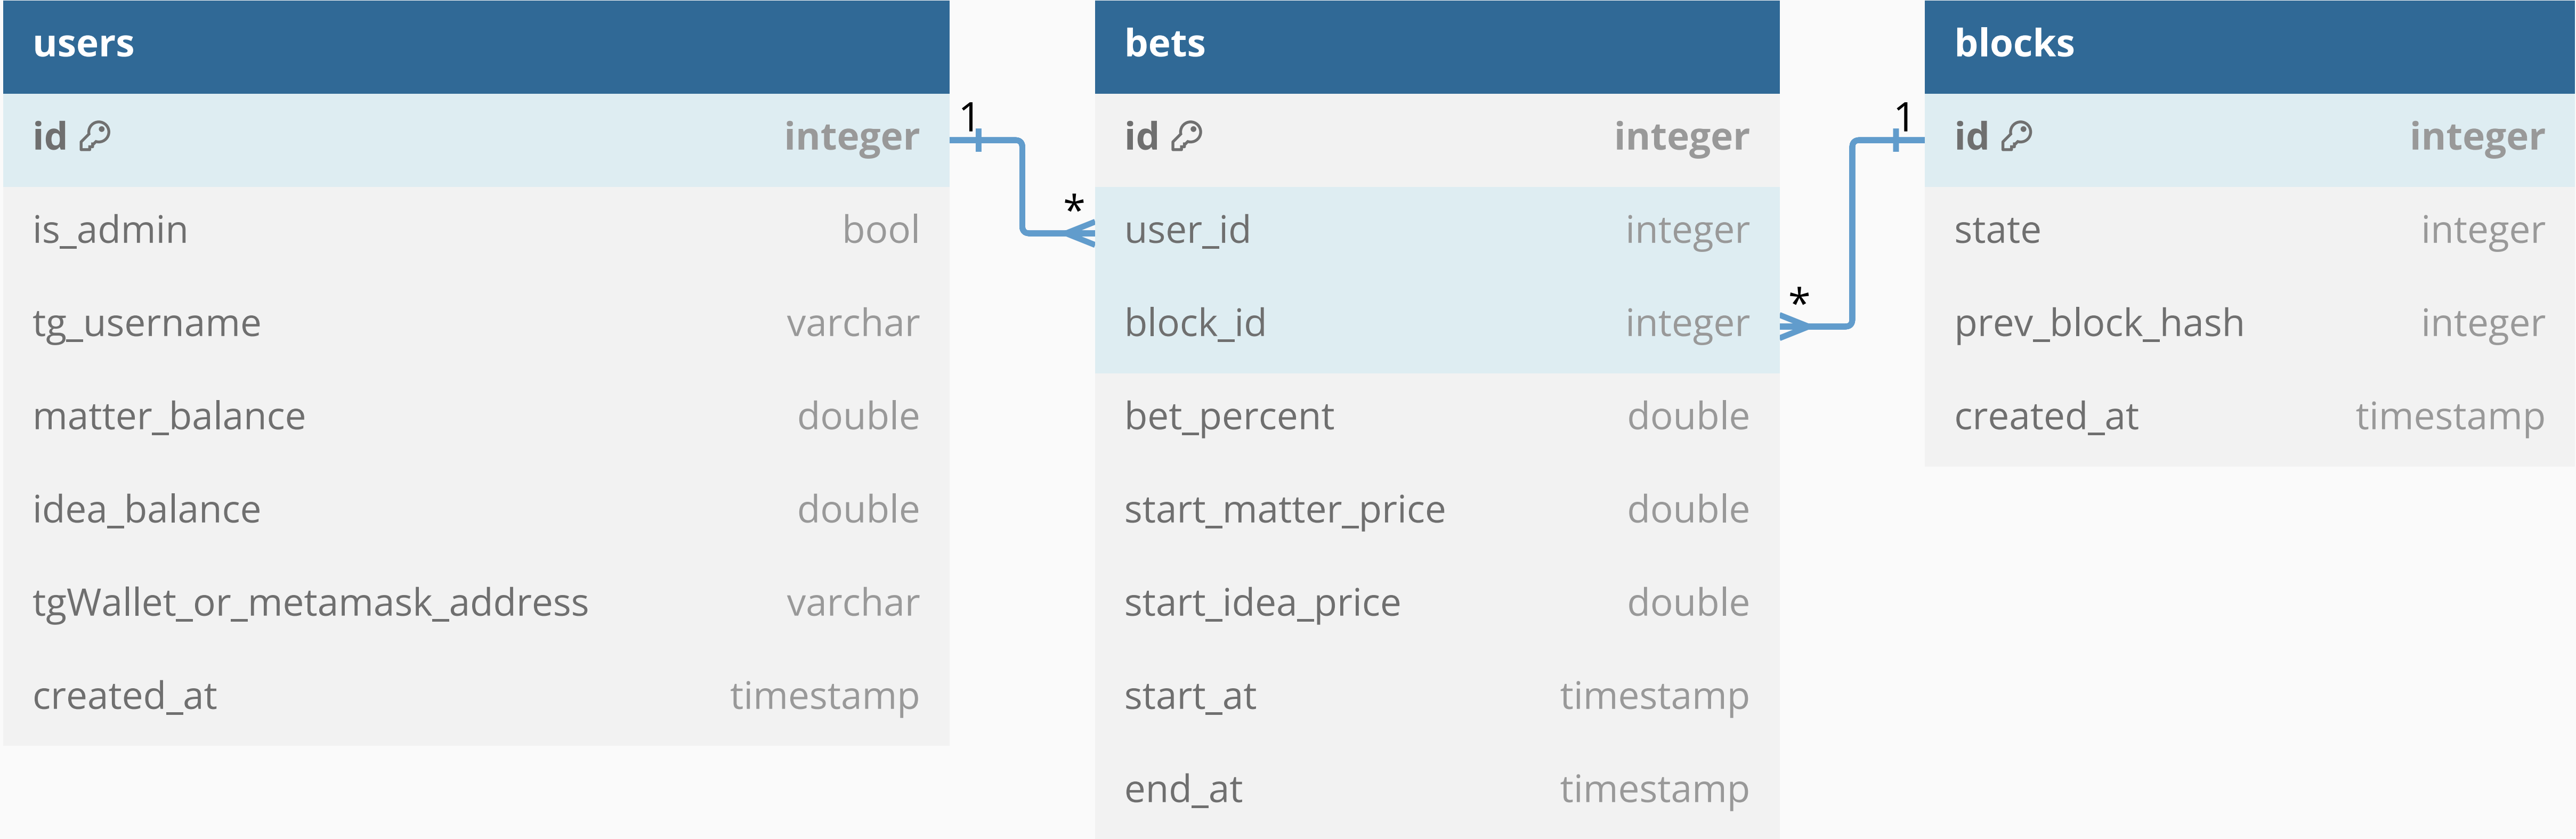 users
id integer
is_admin bool
tg_username varchar
matter_balance double
idea_balance double
tgWallet_or_metamask_address varchar
created_at timestamp
1
*
bets
id integer
user_id integer
block_id integer
bet_percent double
start_matter_price double
start_idea_price double
start_at timestamp
end_at timestamp
*
1
blocks
id integer
state integer
prev_block_hash integer
created_at timestamp